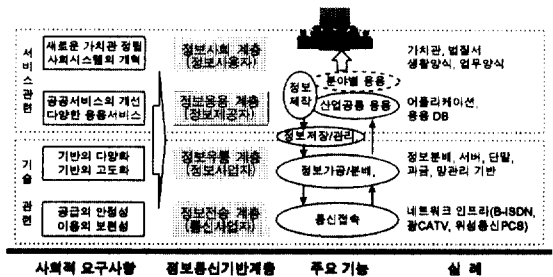 서비스관련
새로운 가치관 정립
사회시스템의 개혁
정보사회 계층
(정보사용자)
가치관, 법질서
생활양식, 업무양식
공공서비스의 개선
다양한 응용서비스
정보응용 계층
(정보제공자)
정보
제작
분야별 응용
산업공통 응용
어플리케이션,
응용 DB
정보저장/관리
기술관련
기반의 다양화
기반의 고도화
정보유통 계층
(정보사업자)
정보가공/분배,
정보분배, 서버, 단말,
과금, 망관리 기반
공급의 안정성
이용의 보편성
정보전송 계층
(통신사업자)
통신접속
네트워크 인프라(B-ISDN,
광CATV, 위성통신PCS)
사회적 요구사항
정보통신기반계층
주요 기능
실 례